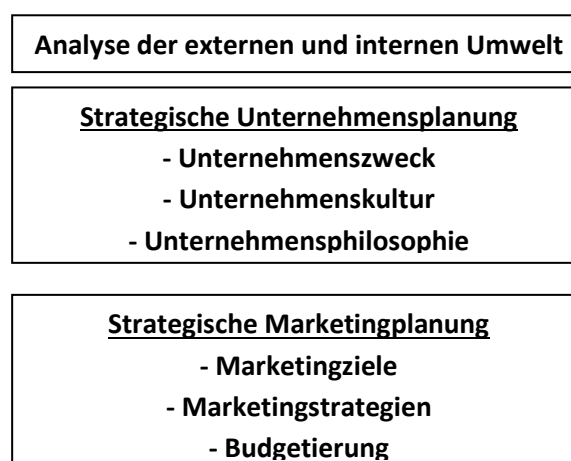 Analyse der externen und internen Umwelt
Strategische Unternehmensplanung
- Unternehmenszweck
- Unternehmenskultur
- Unternehmensphilosophie
Strategische Marketingplanung
- Marketingziele
- Marketingstrategien
- Budgetierung